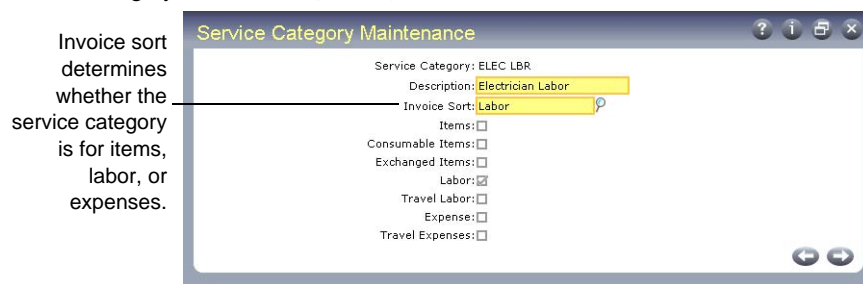 Service Category Maintenance
? i
Invoice sort
determines
whether the
service category
is for items,
labor, or
expenses.
Service Category: ELEC LBR
Description: Electrician Labor
Invoice Sort: Labor
Items:
Consumable Items:
Exchanged Items:
Labor:
Travel Labor:
Expense:
Travel Expenses: